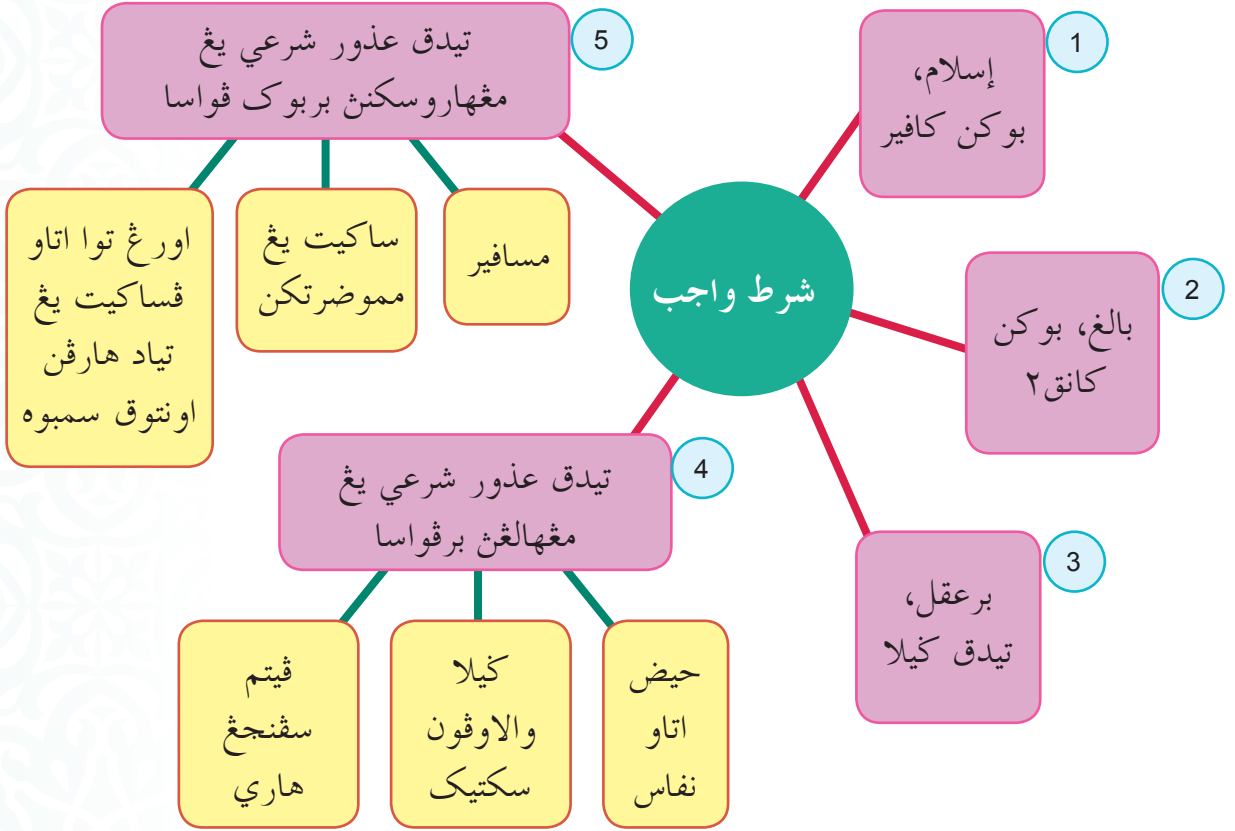 شرط واجب
1
إسلام،
بوكن كافير
2
بالغ، بوكن
كانق٢
3
برعقل،
تيدق ݢيلا
4
تيدق عذور شرعي يڠ
مڠهالڠڽ برڤواسا
حيض
اتاو
نفاس
ݢيلا
والاوڤون
سكتيک
ڤيتم
سڤنجڠ
هاري
5
تيدق عذور شرعي يڠ
مڠهاروسكنڽ بربوک ڤواسا
مسافير
ساكيت يڠ
مموضرتكن
اورڠ توا اتاو
ڤساكيت يڠ
تياد هارڤن
اونتوق سمبوه